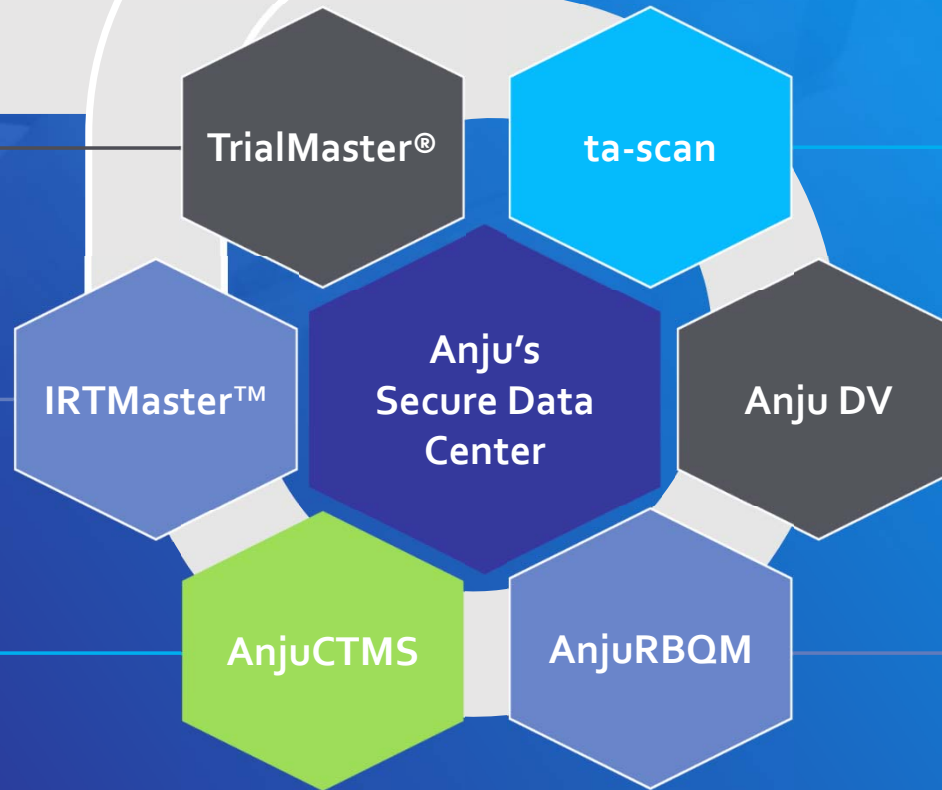 TrialMaster®
ta-scan
IRTMaster™
Anju’s
Secure Data
Center
Anju DV
AnjuCTMS
AnjuRBQM